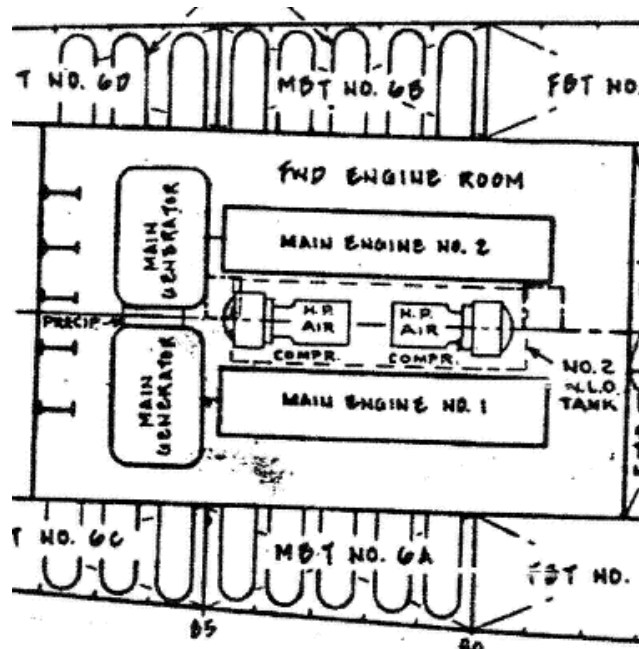 T NO. 6D
MBT NO. 6B
FBT NO.
FWD ENGINE ROOM
MAIN
GENERATOR
MAIN ENGINE NO. 2
H.P.
AIR
COMPR.
H.P.
AIR
COMPR.
PRECIP.
NO. 2
N.L.O.
TANK
MAIN
GENERATOR
MAIN ENGINE NO. 1
T NO. 6C
MBT NO. 6A
FBT NO.
85
80